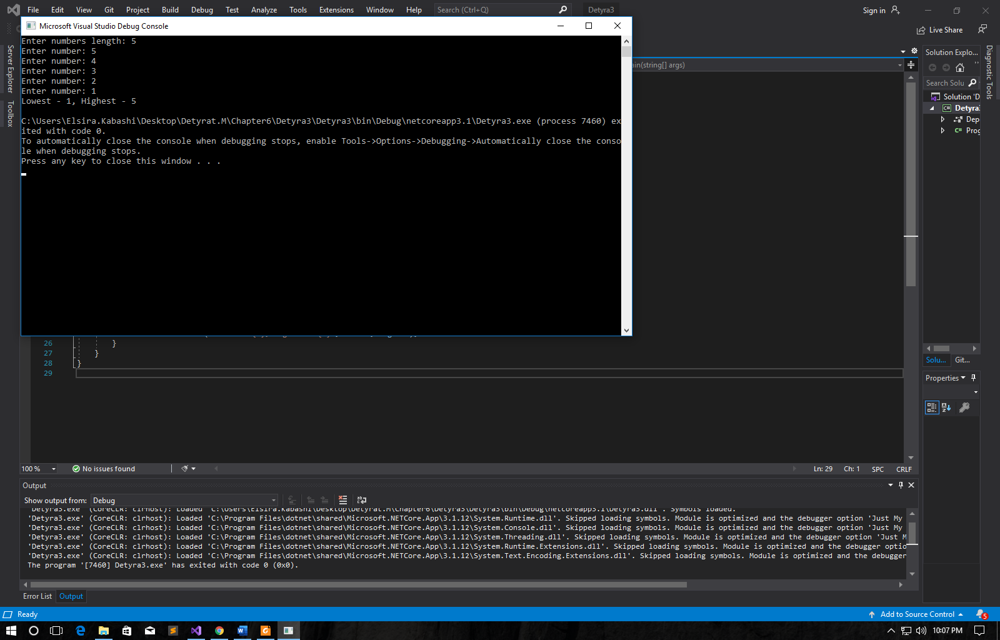 File Edit View Git Project Build Debug Test Analyze Tools Extensions Window Help Search (Ctrl+Q) Detyra3 Sign in
Live Share
Microsoft Visual Studio Debug Console
Enter numbers length: 5
Enter number: 5
Enter number: 4
Enter number: 3
Enter number: 2
Enter number: 1
Lowest - 1, Highest - 5
C:\Users\Elsira.Kabashi\Desktop\Detyrat.M\Chapter6\Detyra3\Detyra3\bin\Debug\netcoreapp3.1\Detyra3.exe (process 7460) ex
ited with code 0.
To automatically close the console when debugging stops, enable Tools->Options->Debugging->Automatically close the conso
le when debugging stops.
Press any key to close this window . . .
Server Explorer
Toolbox
ain(string[] args)
Solution Explo...
Search Solu
Solution 'D
Detyra3
Dep
Prog
Diagnostic Tools
26 }
27 }
28 }
29
Solu... Git...
Properties
100 % No issues found Ln: 29 Ch: 1 SPC CRLF
Output
Show output from: Debug
'Detyra3.exe' (CoreCLR: clrhost): Loaded 'C:\Users\Elsira.Kabashi\Desktop\Detyrat.M\Chapter6\Detyra3\Detyra3\bin\Debug\netcoreapp3.1\Detyra3.dll'. Symbols loaded.
'Detyra3.exe' (CoreCLR: clrhost): Loaded 'C:\Program Files\dotnet\shared\Microsoft.NETCore.App\3.1.12\System.Runtime.dll'. Skipped loading symbols. Module is optimized and the debugger option 'Just My
'Detyra3.exe' (CoreCLR: clrhost): Loaded 'C:\Program Files\dotnet\shared\Microsoft.NETCore.App\3.1.12\System.Console.dll'. Skipped loading symbols. Module is optimized and the debugger option 'Just My
'Detyra3.exe' (CoreCLR: clrhost): Loaded 'C:\Program Files\dotnet\shared\Microsoft.NETCore.App\3.1.12\System.Threading.dll'. Skipped loading symbols. Module is optimized and the debugger option 'Just M
'Detyra3.exe' (CoreCLR: clrhost): Loaded 'C:\Program Files\dotnet\shared\Microsoft.NETCore.App\3.1.12\System.Runtime.Extensions.dll'. Skipped loading symbols. Module is optimized and the debugger optio
'Detyra3.exe' (CoreCLR: clrhost): Loaded 'C:\Program Files\dotnet\shared\Microsoft.NETCore.App\3.1.12\System.Text.Encoding.Extensions.dll'. Skipped loading symbols. Module is optimized and the debugger
The program '[7460] Detyra3.exe' has exited with code 0 (0x0).
Error List Output
Ready Add to Source Control 5
10:07 PM